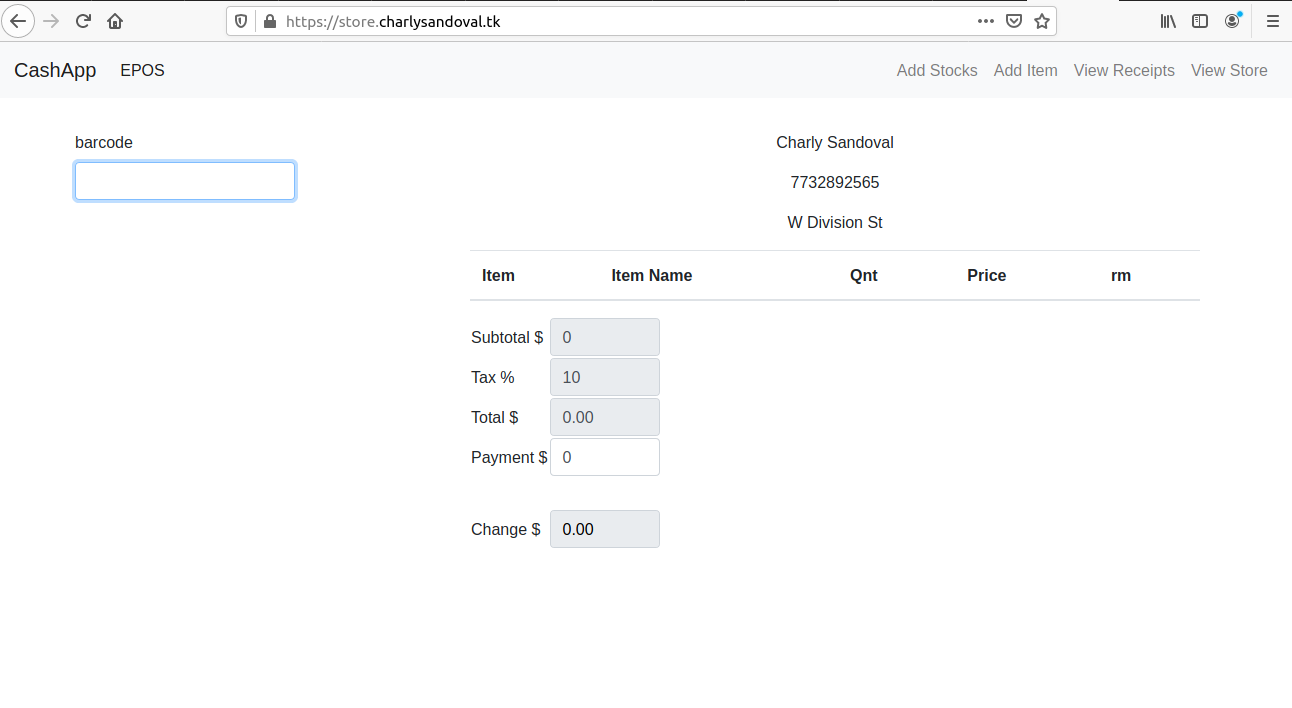 https://store.charlysandoval.tk
CashApp EPOS Add Stocks Add Item View Receipts View Store
barcode
Charly Sandoval
7732892565
W Division St
Item Item Name Qnt Price rm
Subtotal $ 0
Tax % 10
Total $ 0.00
Payment $ 0
Change $ 0.00